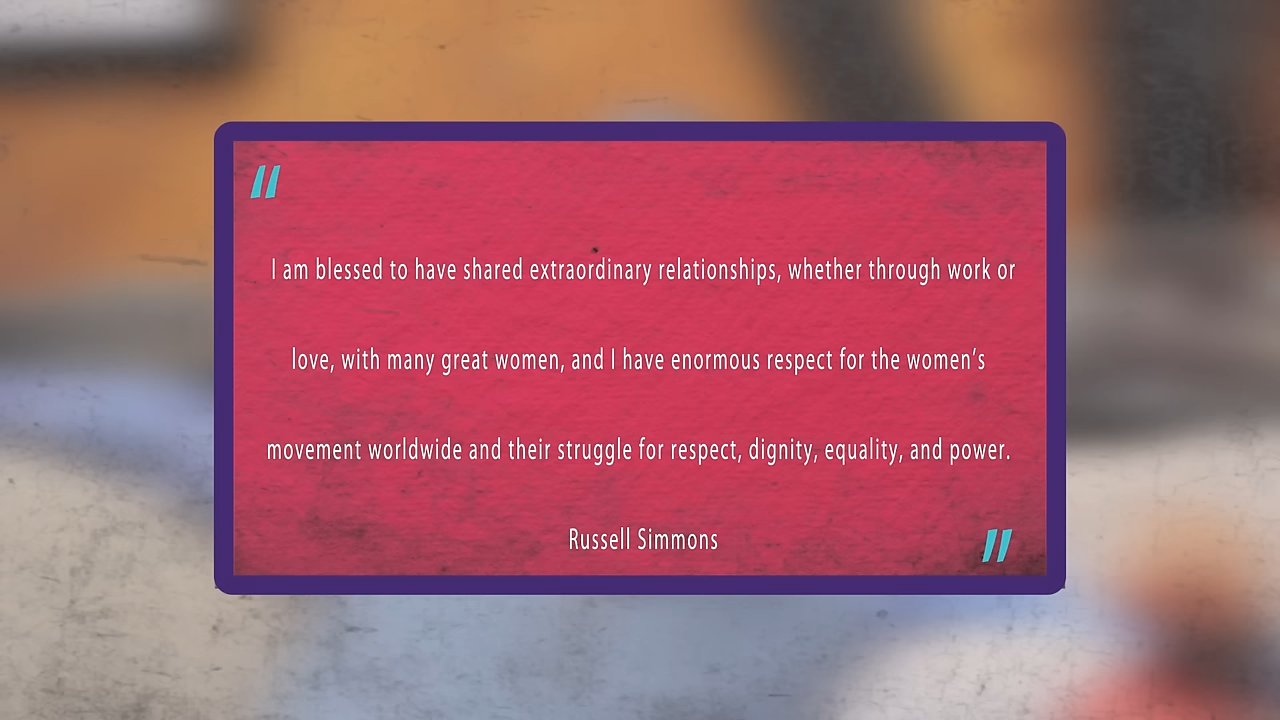 "
I am blessed to have shared extraordinary relationships, whether through work or
love, with many great women, and I have enormous respect for the women’s
movement worldwide and their struggle for respect, dignity, equality, and power.
Russell Simmons
"